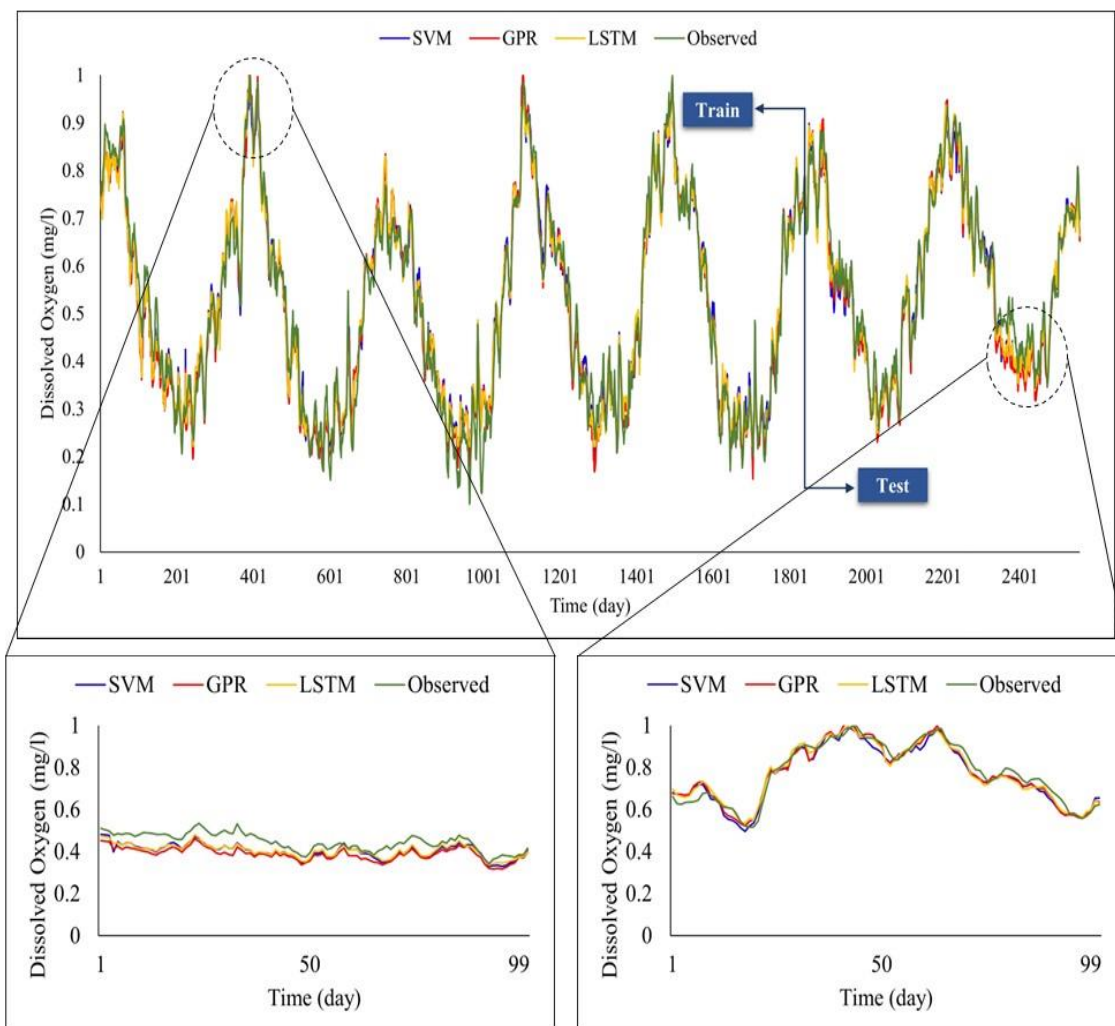 SVM GPR LSTM Observed
Dissolved Oxygen (mg/l)
1
0.9
0.8
0.7
0.6
0.5
0.4
0.3
0.2
0.1
0
Train
Test
1 201 401 601 801 1001 1201 1401 1601 1801 2001 2201 2401
Time (day)
SVM GPR LSTM Observed
Dissolved Oxygen (mg/l)
1
0.8
0.6
0.4
0.2
0
1 50 99
Time (day)
SVM GPR LSTM Observed
Dissolved Oxygen (mg/l)
1
0.8
0.6
0.4
0.2
0
1 50 99
Time (day)